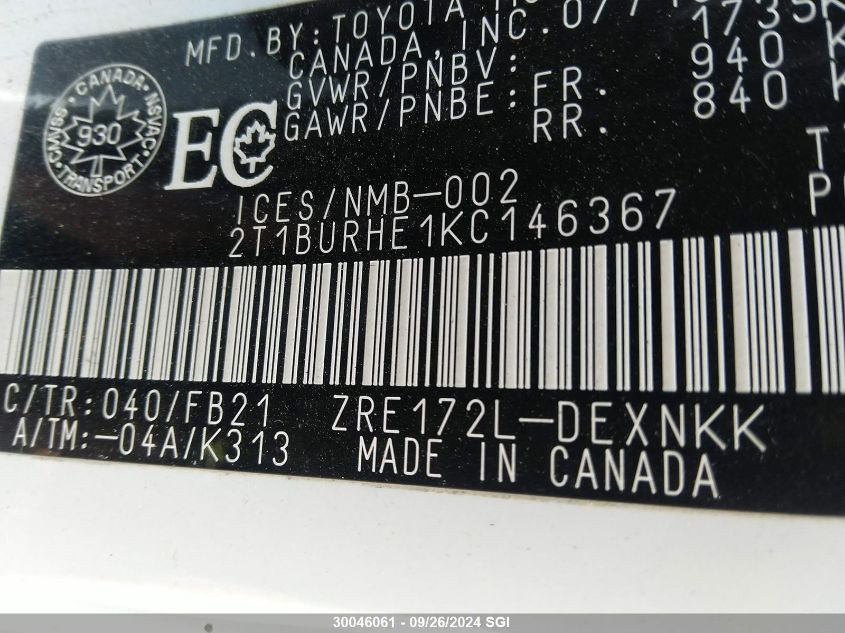 MFD. BY: TOYOTA
CANADA, INC.
GVWR/PNBV: 1735
GAWR/PNBE: FR. 940
RR. 840
CMVSS · CANADA · NSVAC
930
TRANSPORT
EC
ICES/NMB-002
2T1BURHE1KC146367
C/TR: 040/FB21 ZRE172L-DEXNKK
A/TM:-04A/K313 MADE IN CANADA
30046061 - 09/26/2024 SGI